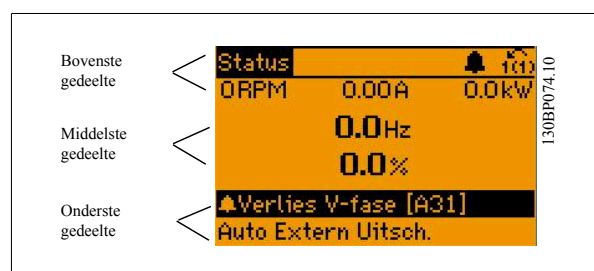 Bovenste
gedeelte
Middelste
gedeelte
Onderste
gedeelte
Status 1(1)
0RPM 0.00A 0.0kW
0.0Hz
0.0%
Verlies V-fase [A31]
Auto Extern Uitsch.
130BP074.10